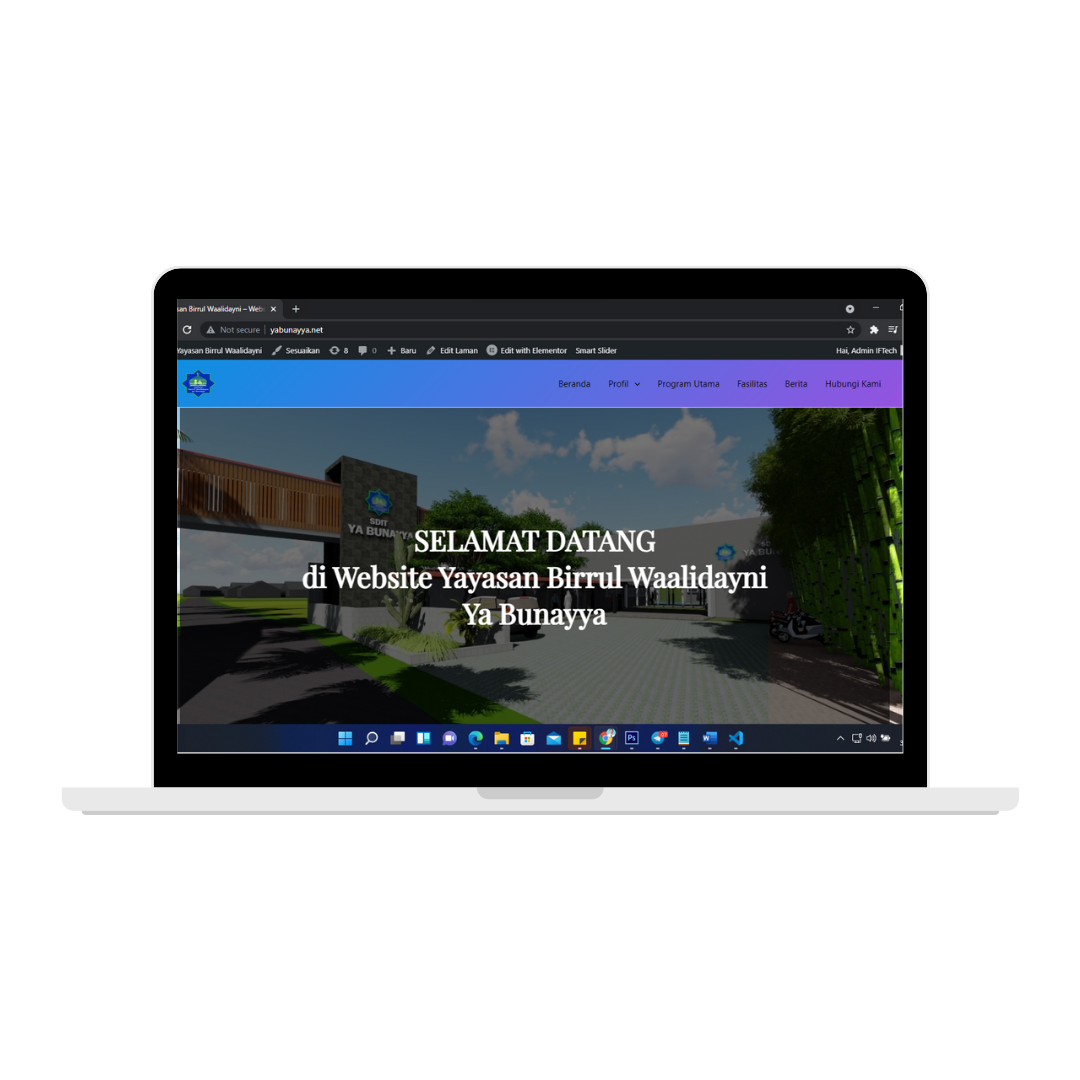 san Birrul Waalidayni – Web
Not secure | yabunayya.net
Yayasan Birrul Waalidayni Sesuaikan 8 0 Baru Edit Laman Edit with Elementor Smart Slider Hai, Admin IFTech
Beranda Profil Program Utama Fasilitas Berita Hubungi Kami
SDIT
YA BUNAYYA
SELAMAT DATANG
di Website Yayasan Birrul Waalidayni
Ya Bunayya
Ps